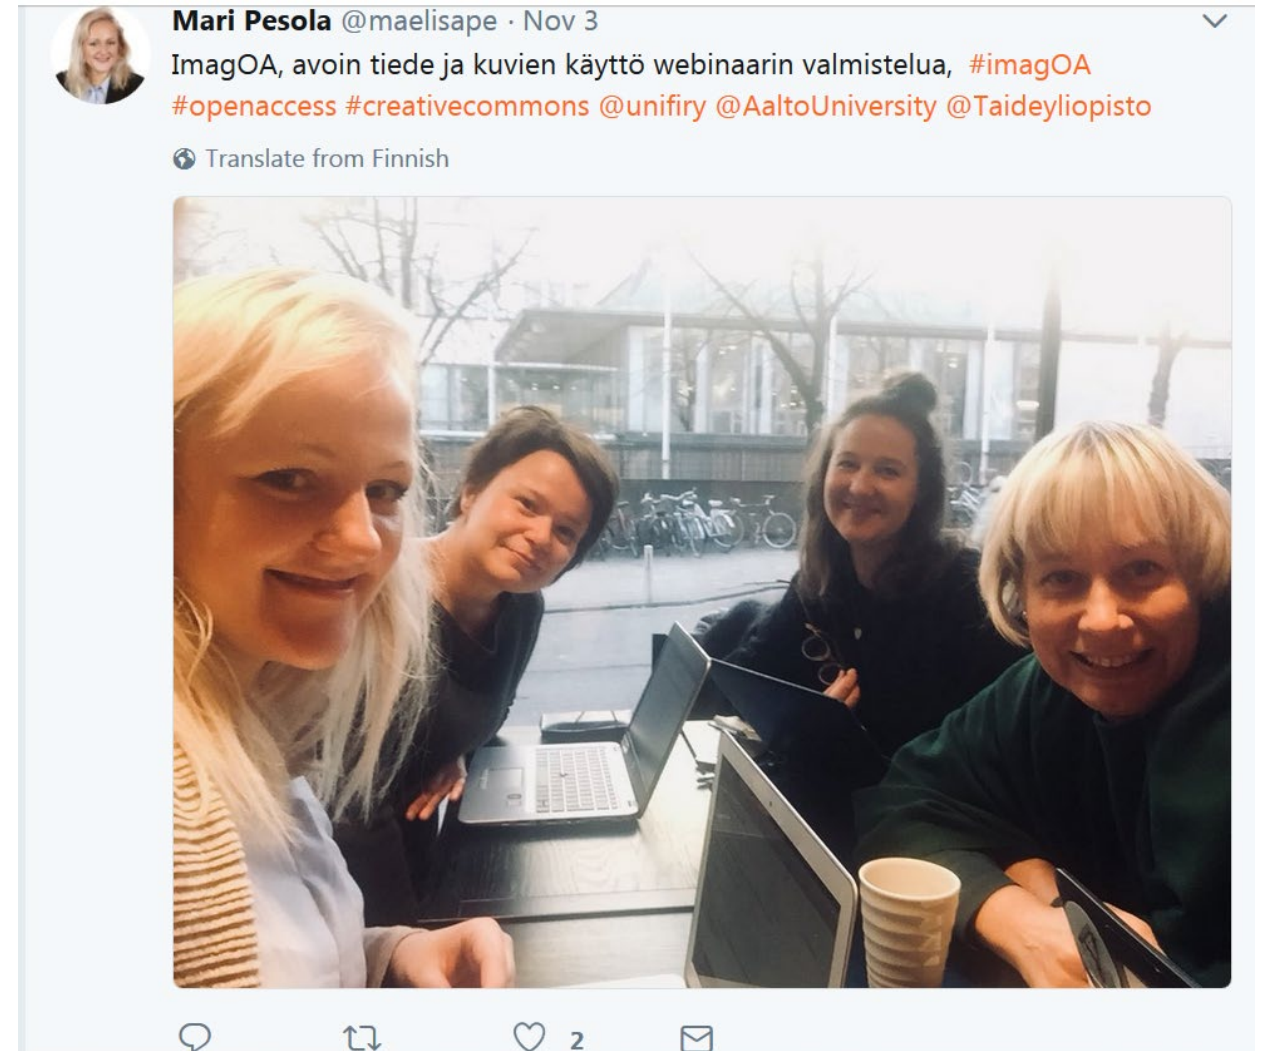 Mari Pesola @maelisape · Nov 3
ImagOA, avoin tiede ja kuvien käyttö webinaarin valmistelua, #imagOA
#openaccess #creativecommons @unifiry @AaltoUniversity @Taideyliopisto
Translate from Finnish
2